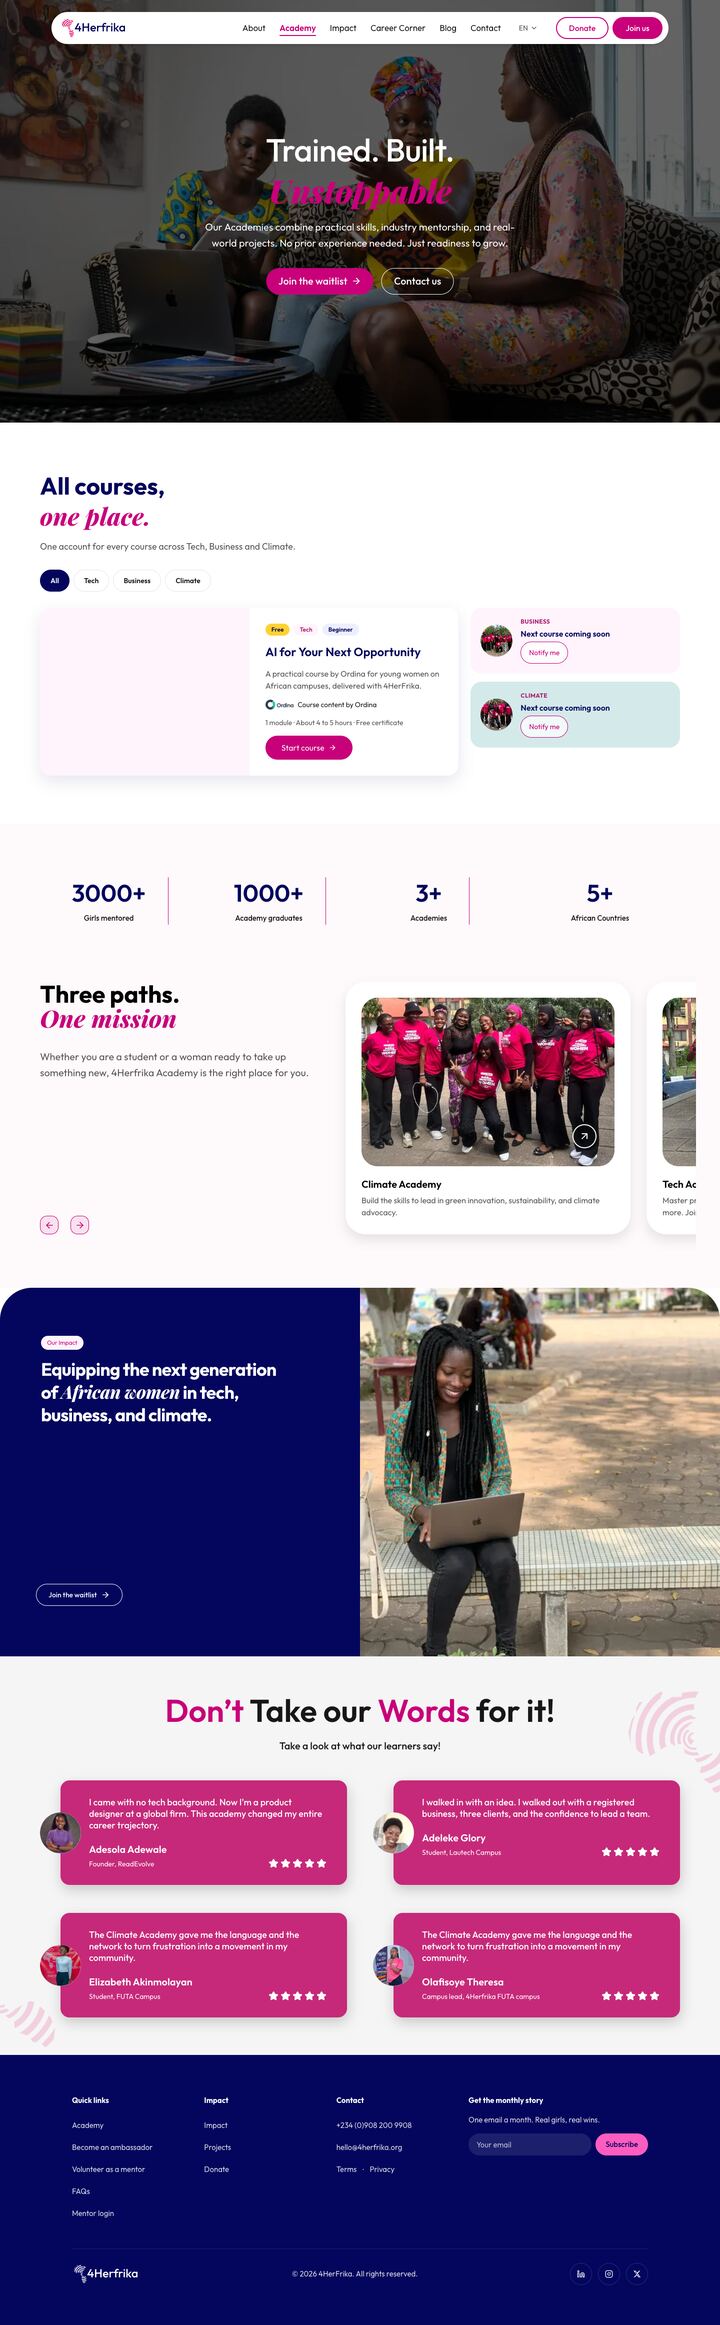 4Herfrika
About Academy Impact Career Corner Blog Contact EN Donate Join us
Trained. Built.
Unstoppable
Our Academies combine practical skills, industry mentorship, and real-
world projects. No prior experience needed. Just readiness to grow.
Join the waitlist → Contact us
All courses,
one place.
One account for every course across Tech, Business and Climate.
All Tech Business Climate
Free Tech Beginner
AI for Your Next Opportunity
A practical course by Ordina for young women on
African campuses, delivered with 4HerFrika.
Ordina Course content by Ordina
1 module · About 4 to 5 hours · Free certificate
Start course →
BUSINESS
Next course coming soon
Notify me
CLIMATE
Next course coming soon
Notify me
3000+
Girls mentored
1000+
Academy graduates
3+
Academies
5+
African Countries
Three paths.
One mission
Whether you are a student or a woman ready to take up
something new, 4Herfrika Academy is the right place for you.
Climate Academy
Build the skills to lead in green innovation, sustainability, and climate
advocacy.
Tech Ac
Master pr
more. Joi
Our Impact
Equipping the next generation
of African women in tech,
business, and climate.
Join the waitlist →
Don't Take our Words for it!
Take a look at what our learners say!
I came with no tech background. Now I'm a product
designer at a global firm. This academy changed my entire
career trajectory.
Adesola Adewale
Founder, ReadEvolve
I walked in with an idea. I walked out with a registered
business, three clients, and the confidence to lead a team.
Adeleke Glory
Student, Lautech Campus
The Climate Academy gave me the language and the
network to turn frustration into a movement in my
community.
Elizabeth Akinmolayan
Student, FUTA Campus
The Climate Academy gave me the language and the
network to turn frustration into a movement in my
community.
Olafisoye Theresa
Campus lead, 4Herfrika FUTA campus
Quick links
Academy
Become an ambassador
Volunteer as a mentor
FAQs
Mentor login
Impact
Impact
Projects
Donate
Contact
+234 (0)908 200 9908
hello@4herfrika.org
Terms · Privacy
Get the monthly story
One email a month. Real girls, real wins.
Your email Subscribe
4Herfrika
© 2026 4HerFrika. All rights reserved.